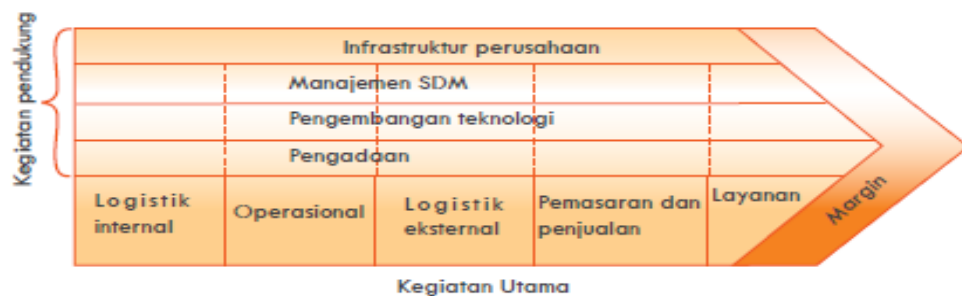 Kegiatan pendukung
Infrastruktur perusahaan
Manajemen SDM
Pengembangan teknologi
Pengadaan
Logistik
internal
Operasional
Logistik
eksternal
Pemasaran dan
penjualan
Layanan
Margin
Kegiatan Utama